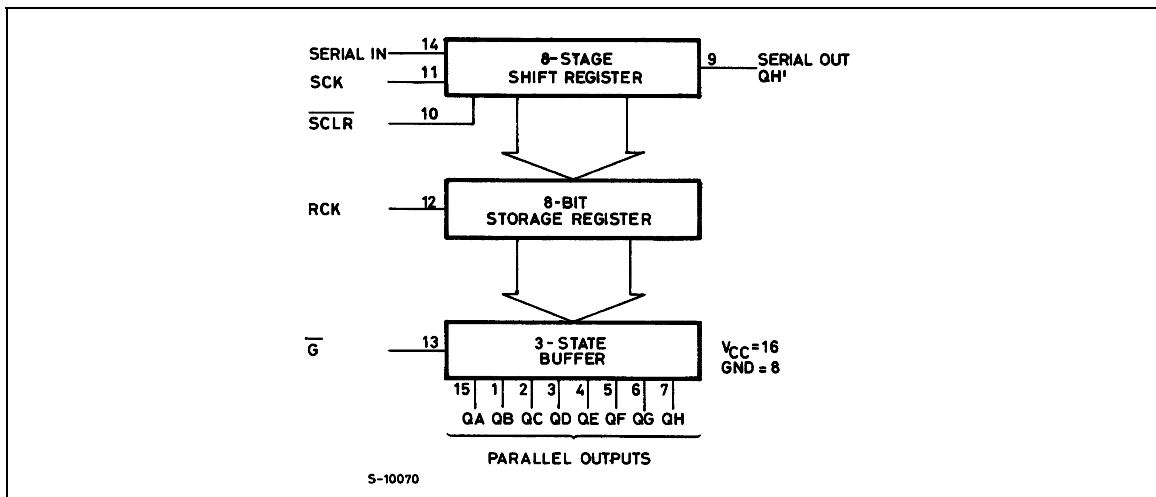 SERIAL IN
14
8-STAGE
SHIFT REGISTER
9
SERIAL OUT
QH'
SCK
11
SCLR
10
RCK
12
8-BIT
STORAGE REGISTER
G
13
3-STATE
BUFFER
VCC=16
GND=8
15 1 2 3 4 5 6 7
QA QB QC QD QE QF QG QH
PARALLEL OUTPUTS
S-10070